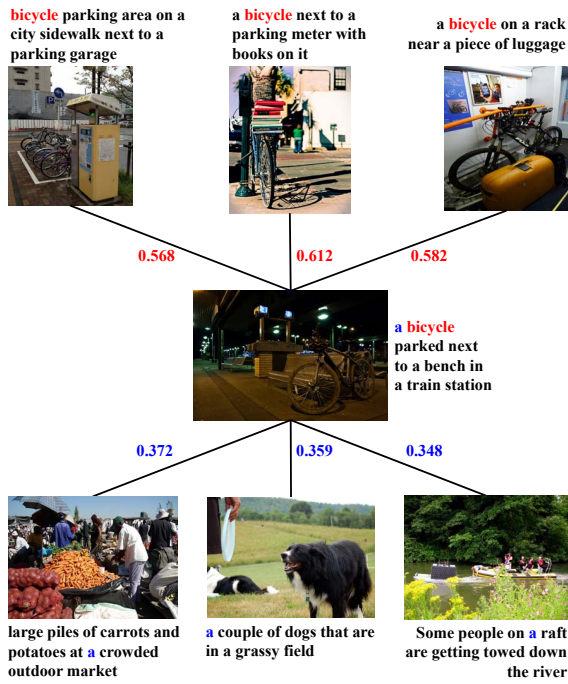 bicycle parking area on a
city sidewalk next to a
parking garage
a bicycle next to a
parking meter with
books on it
a bicycle on a rack
near a piece of luggage
0.568
0.612
0.582
a bicycle
parked next
to a bench in
a train station
0.372
0.359
0.348
large piles of carrots and
potatoes at a crowded
outdoor market
a couple of dogs that are
in a grassy field
Some people on a raft
are getting towed down
the river